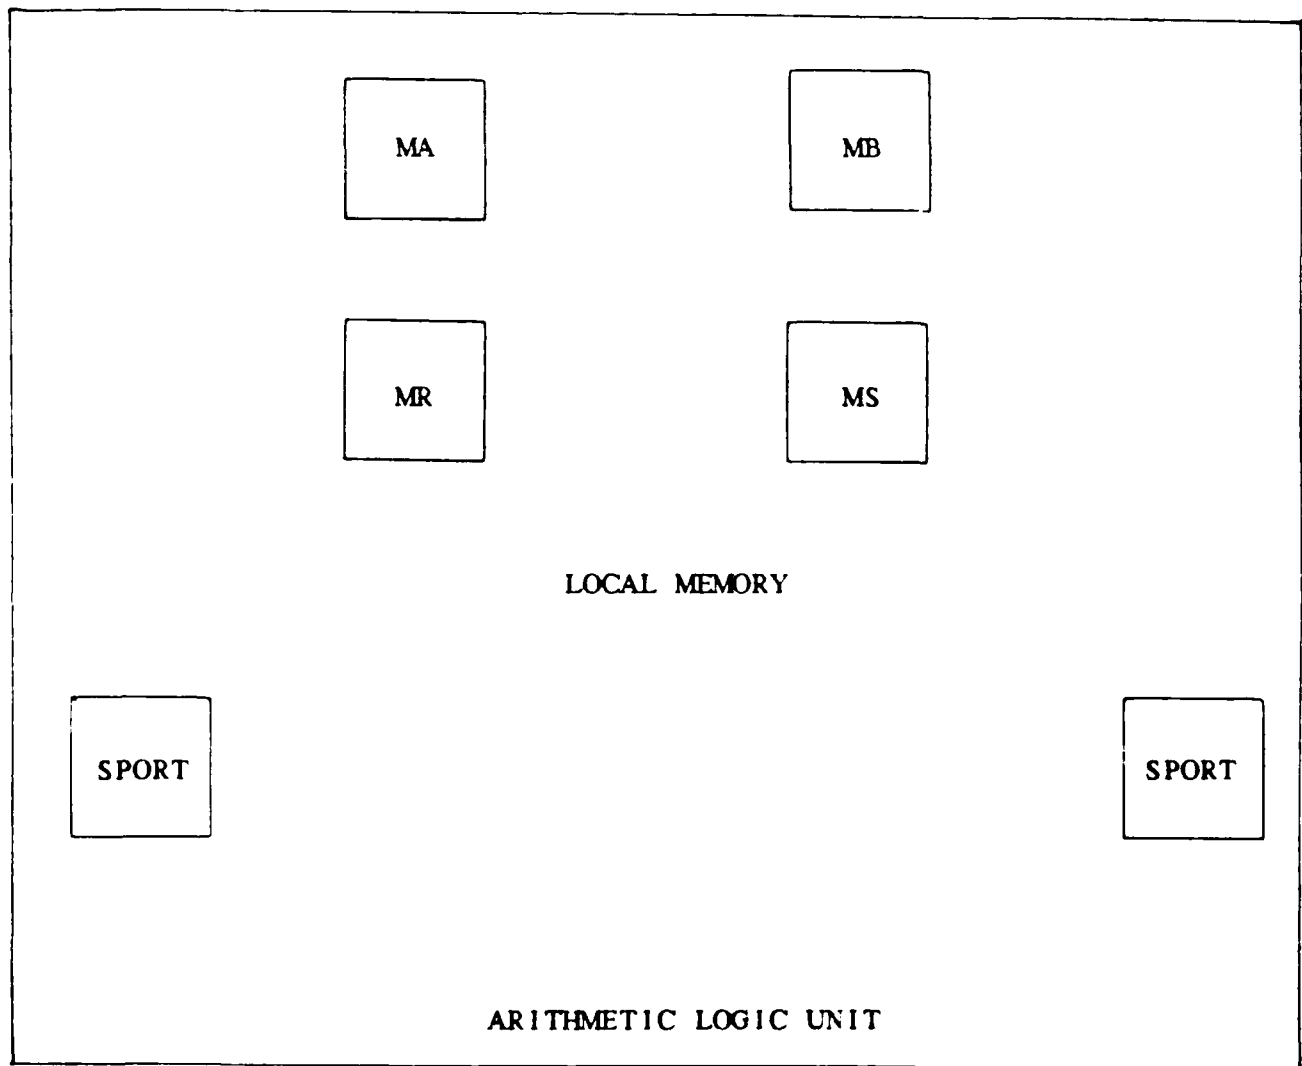 MA
MB
MR
MS
LOCAL MEMORY
SPORT
SPORT
ARITHMETIC LOGIC UNIT